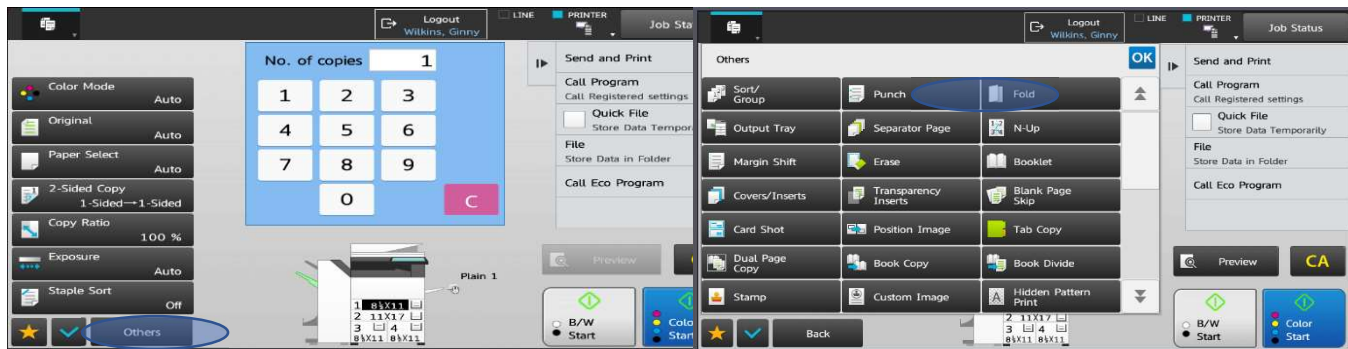 Logout
Wilkins, Ginny
LINE
PRINTER
Job Sta
No. of copies 1
1 2 3
4 5 6
7 8 9
0 C
Color Mode
Auto
Original
Auto
Paper Select
Auto
2-Sided Copy
1-Sided→1-Sided
Copy Ratio
100 %
Exposure
Auto
Staple Sort
Off
Others
Plain 1
1 8½X11
2 11X17
3 4
8½X11 8½X11
Send and Print
Call Program
Call Registered settings
Quick File
Store Data Tempor
File
Store Data in Folder
Call Eco Program
Preview
C
B/W
Start
Colo
Start
Logout
Wilkins, Ginny
LINE
PRINTER
Job Status
Others
OK
Sort/
Group
Punch
Fold
Output Tray
Separator Page
N-Up
Margin Shift
Erase
Booklet
Covers/Inserts
Transparency
Inserts
Blank Page
Skip
Card Shot
Position Image
Tab Copy
Dual Page
Copy
Book Copy
Book Divide
Stamp
Custom Image
Hidden Pattern
Print
Back
2 11X17
3 4
8½X11 8½X11
Send and Print
Call Program
Call Registered settings
Quick File
Store Data Temporarily
File
Store Data in Folder
Call Eco Program
Preview
CA
B/W
Start
Color
Start